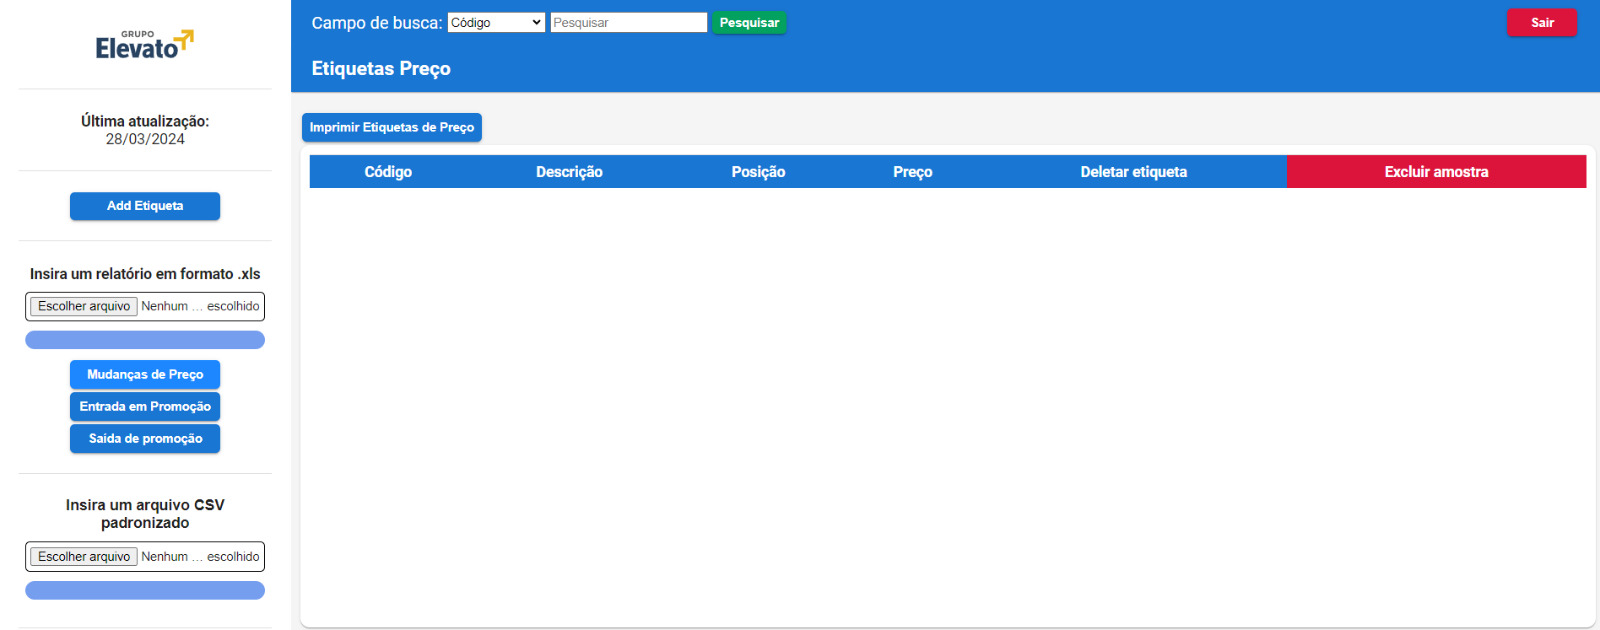 GRUPO
Elevato
Última atualização:
28/03/2024
Add Etiqueta
Insira um relatório em formato .xls
Escolher arquivo Nenhum ... escolhido
Mudanças de Preço
Entrada em Promoção
Saída de promoção
Insira um arquivo CSV
padronizado
Escolher arquivo Nenhum ... escolhido
Campo de busca: Código Pesquisar Pesquisar Sair
Etiquetas Preço
Imprimir Etiquetas de Preço
Código Descrição Posição Preço Deletar etiqueta Excluir amostra